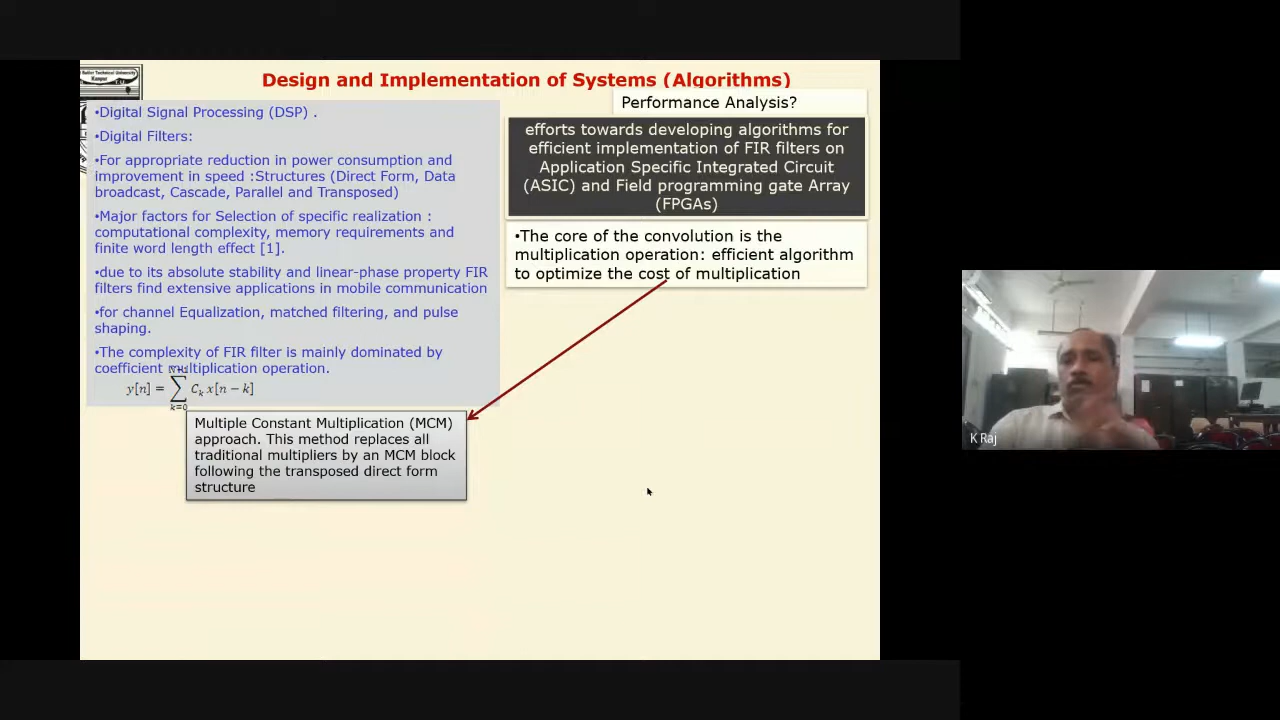 Design and Implementation of Systems (Algorithms)
•Digital Signal Processing (DSP) .
•Digital Filters:
•For appropriate reduction in power consumption and
improvement in speed :Structures (Direct Form, Data
broadcast, Cascade, Parallel and Transposed)
•Major factors for Selection of specific realization :
computational complexity, memory requirements and
finite word length effect [1].
•due to its absolute stability and linear-phase property FIR
filters find extensive applications in mobile communication
•for channel Equalization, matched filtering, and pulse
shaping.
•The complexity of FIR filter is mainly dominated by
coefficient multiplication operation.
y[n] = ∑ C_k x[n − k]
k=0
Multiple Constant Multiplication (MCM)
approach. This method replaces all
traditional multipliers by an MCM block
following the transposed direct form
structure
Performance Analysis?
efforts towards developing algorithms for
efficient implementation of FIR filters on
Application Specific Integrated Circuit
(ASIC) and Field programming gate Array
(FPGAs)
•The core of the convolution is the
multiplication operation: efficient algorithm
to optimize the cost of multiplication
K Raj